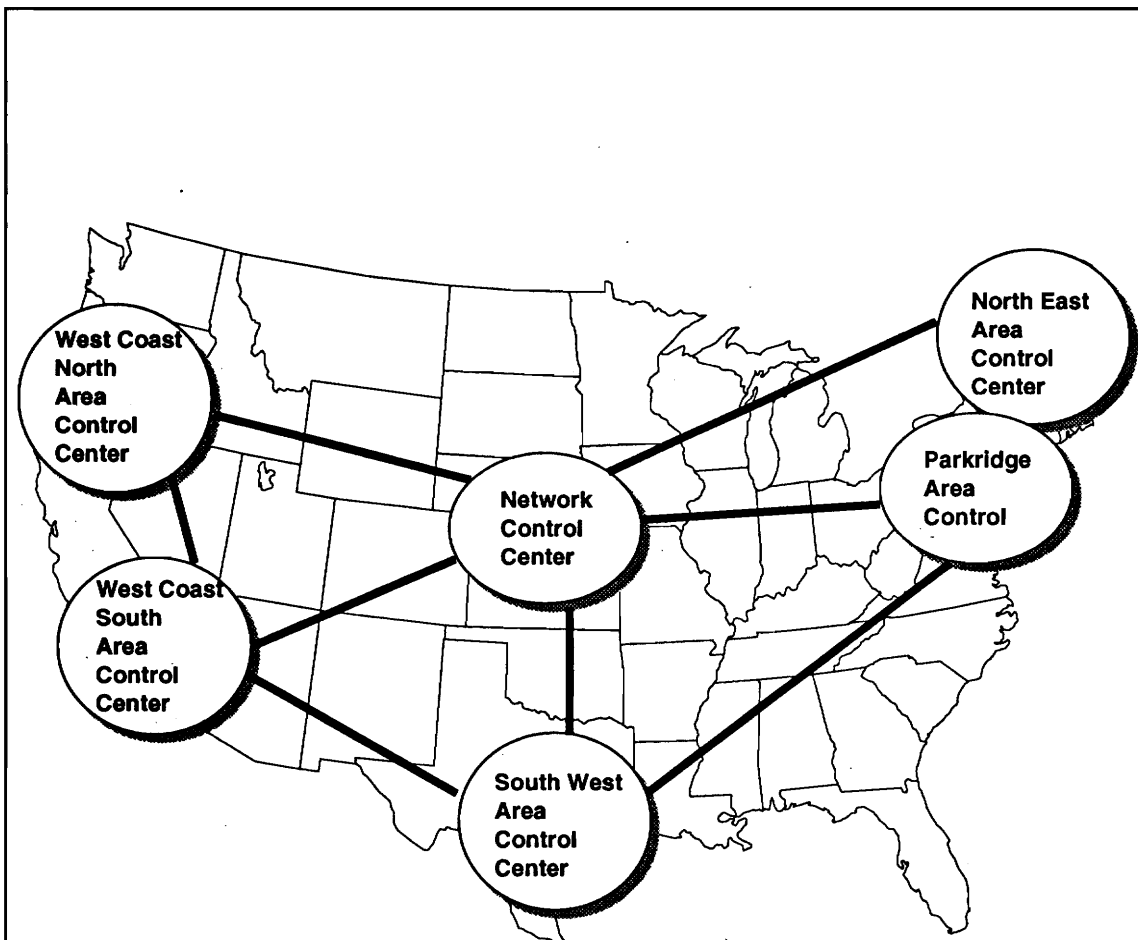 West Coast
North
Area
Control
Center
North East
Area
Control
Center
Parkridge
Area
Control
Network
Control
Center
West Coast
South
Area
Control
Center
South West
Area
Control
Center